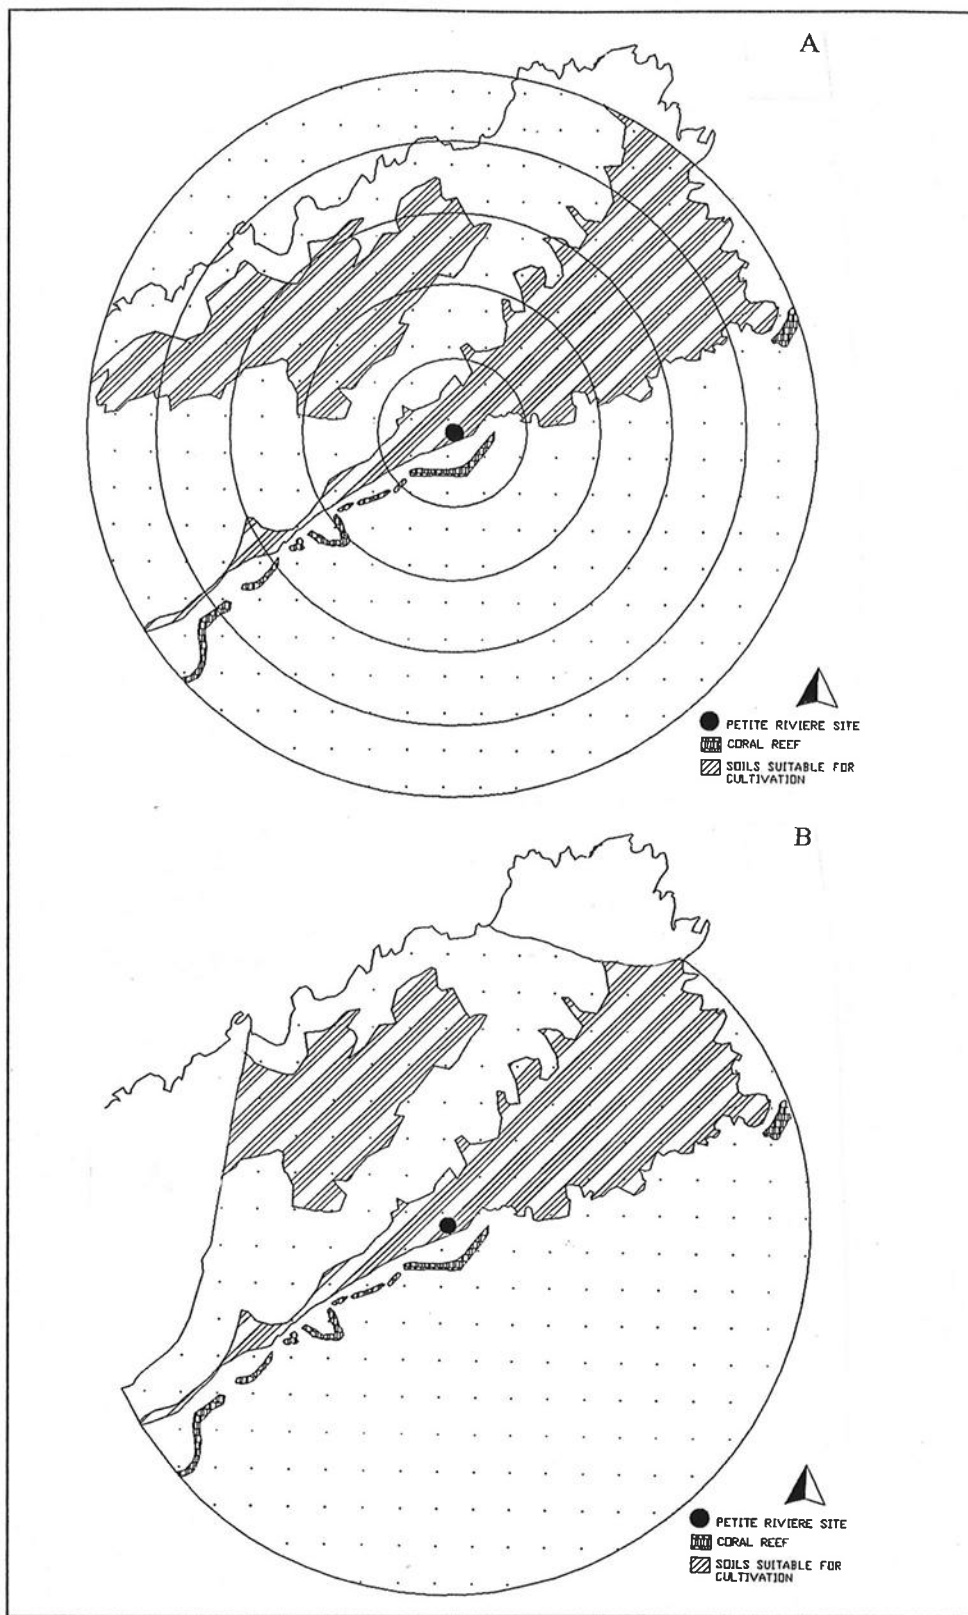 A
PETITE RIVIERE SITE
CORAL REEF
SOILS SUITABLE FOR
CULTIVATION
B
PETITE RIVIERE SITE
CORAL REEF
SOILS SUITABLE FOR
CULTIVATION